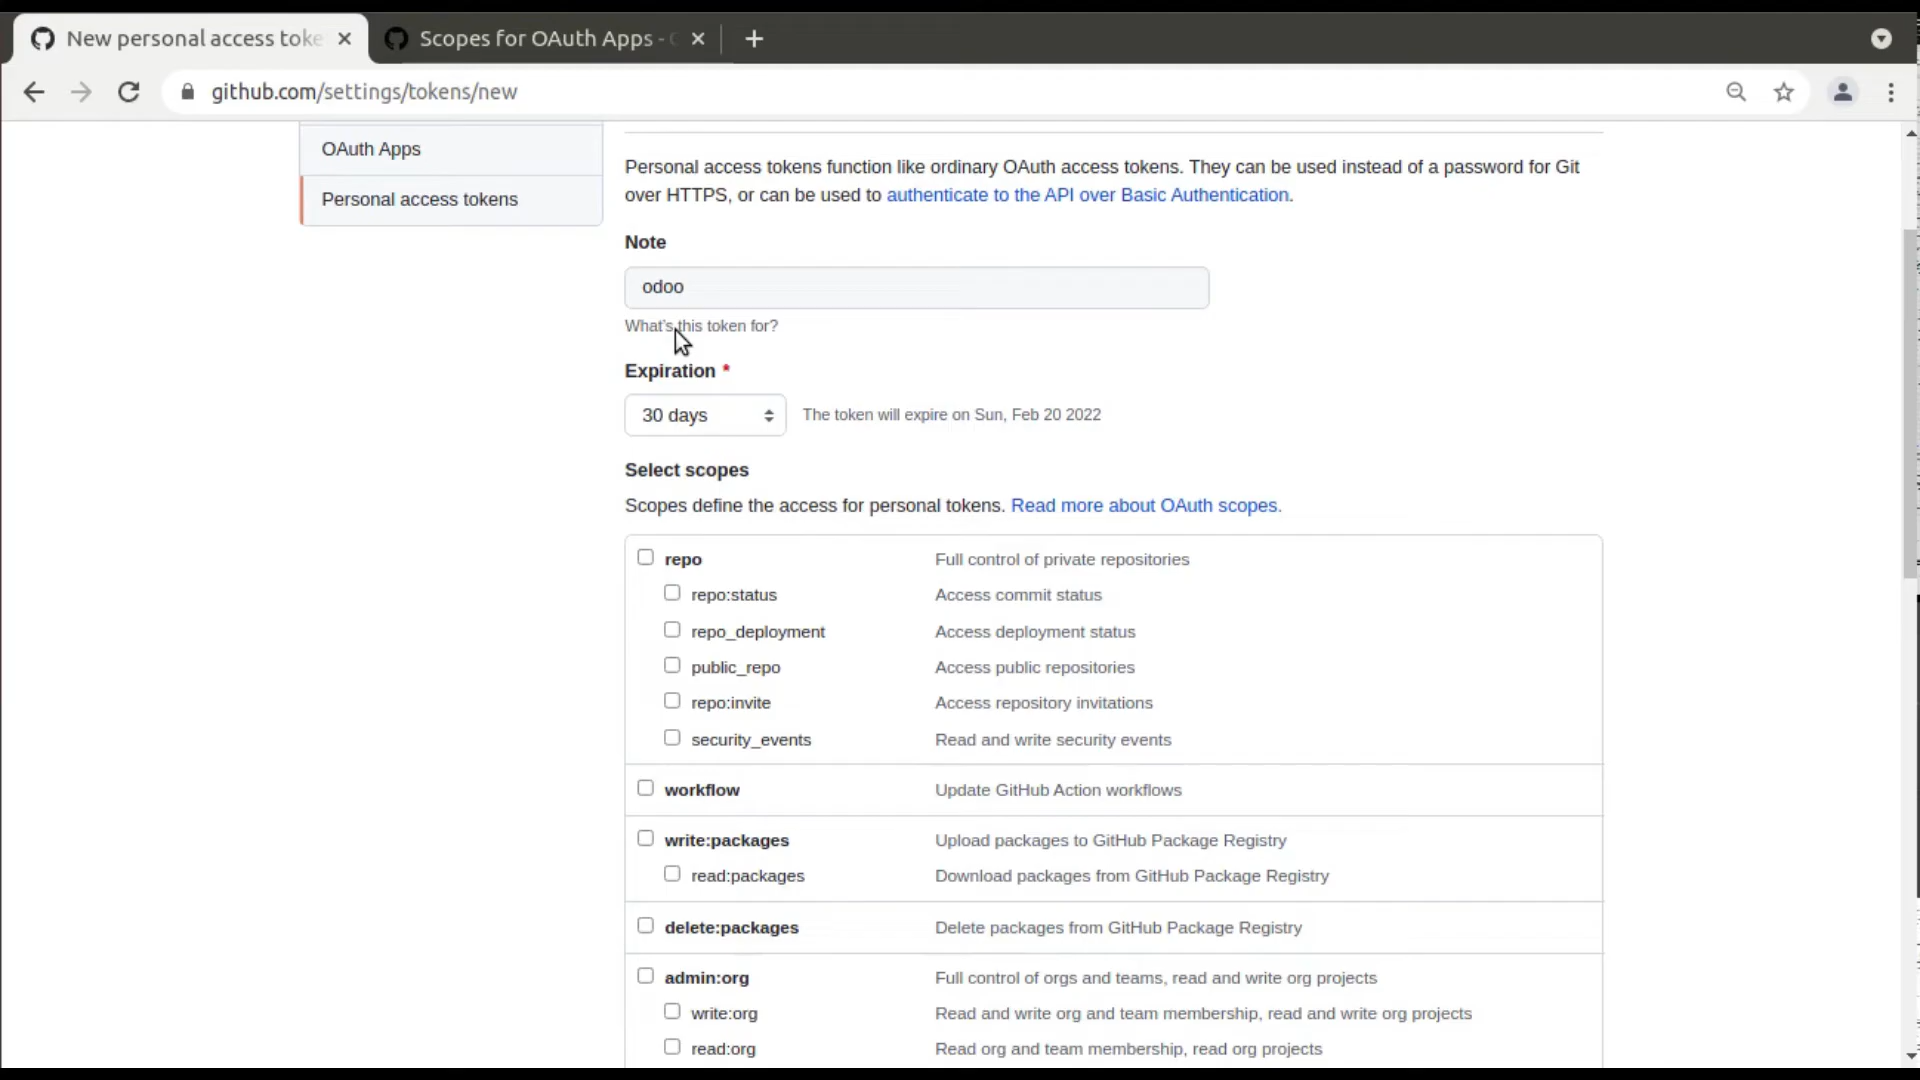 New personal access toke
Scopes for OAuth Apps -
github.com/settings/tokens/new
OAuth Apps
Personal access tokens
Personal access tokens function like ordinary OAuth access tokens. They can be used instead of a password for Git
over HTTPS, or can be used to authenticate to the API over Basic Authentication.
Note
odoo
What's this token for?
Expiration *
30 days
The token will expire on Sun, Feb 20 2022
Select scopes
Scopes define the access for personal tokens. Read more about OAuth scopes.
repo Full control of private repositories
repo:status Access commit status
repo_deployment Access deployment status
public_repo Access public repositories
repo:invite Access repository invitations
security_events Read and write security events
workflow Update GitHub Action workflows
write:packages Upload packages to GitHub Package Registry
read:packages Download packages from GitHub Package Registry
delete:packages Delete packages from GitHub Package Registry
admin:org Full control of orgs and teams, read and write org projects
write:org Read and write org and team membership, read and write org projects
read:org Read org and team membership, read org projects